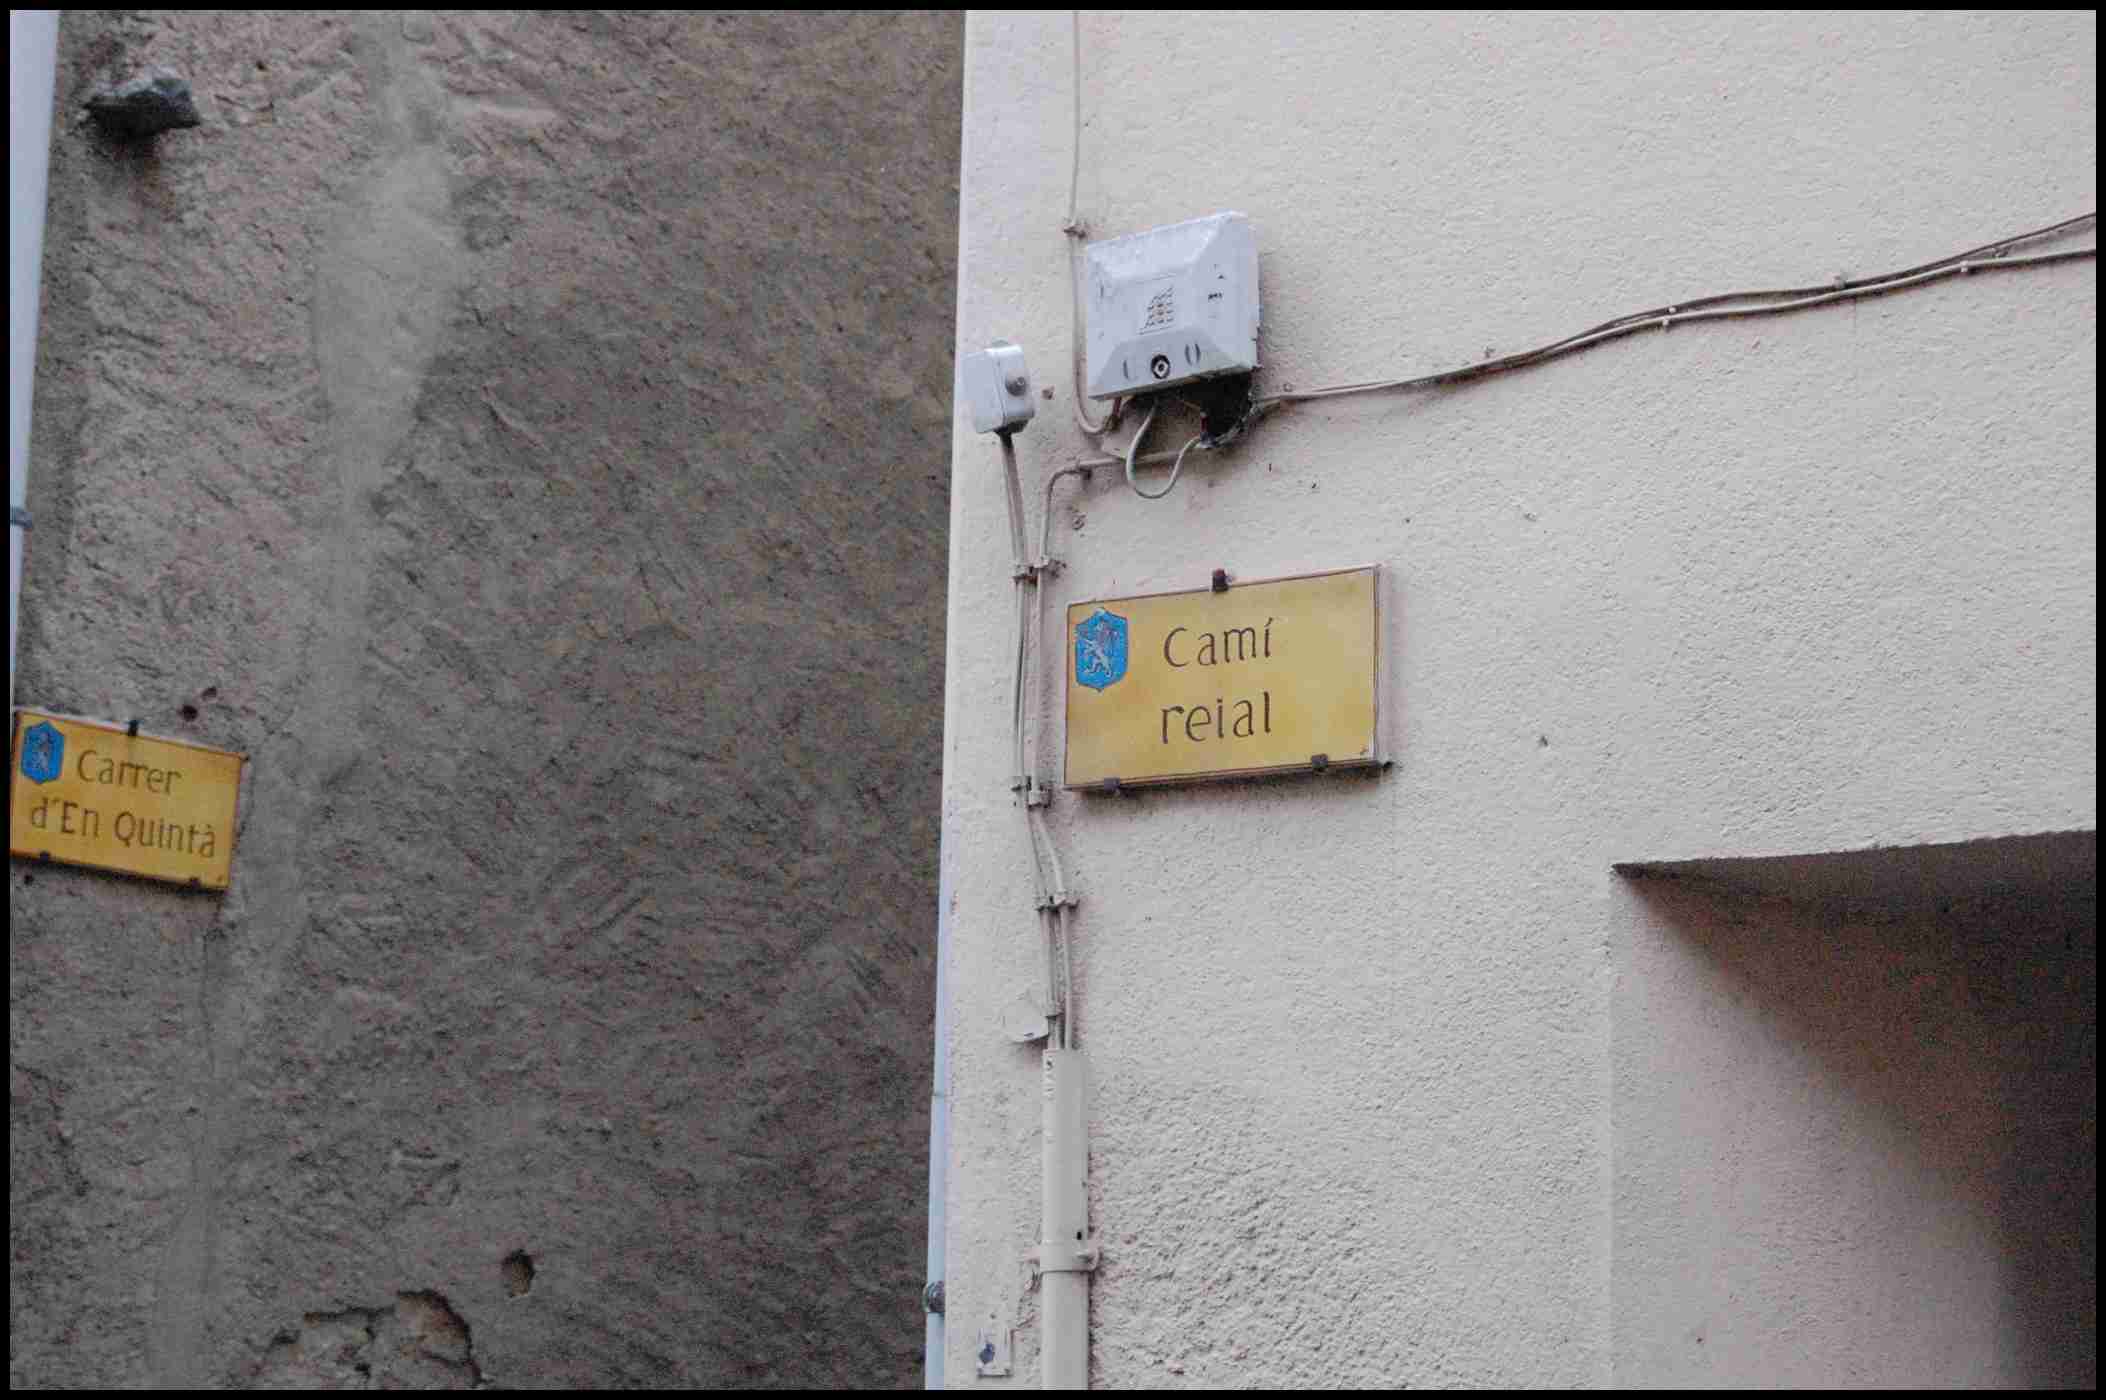 Carrer
d'En Quintà
Camí
reial